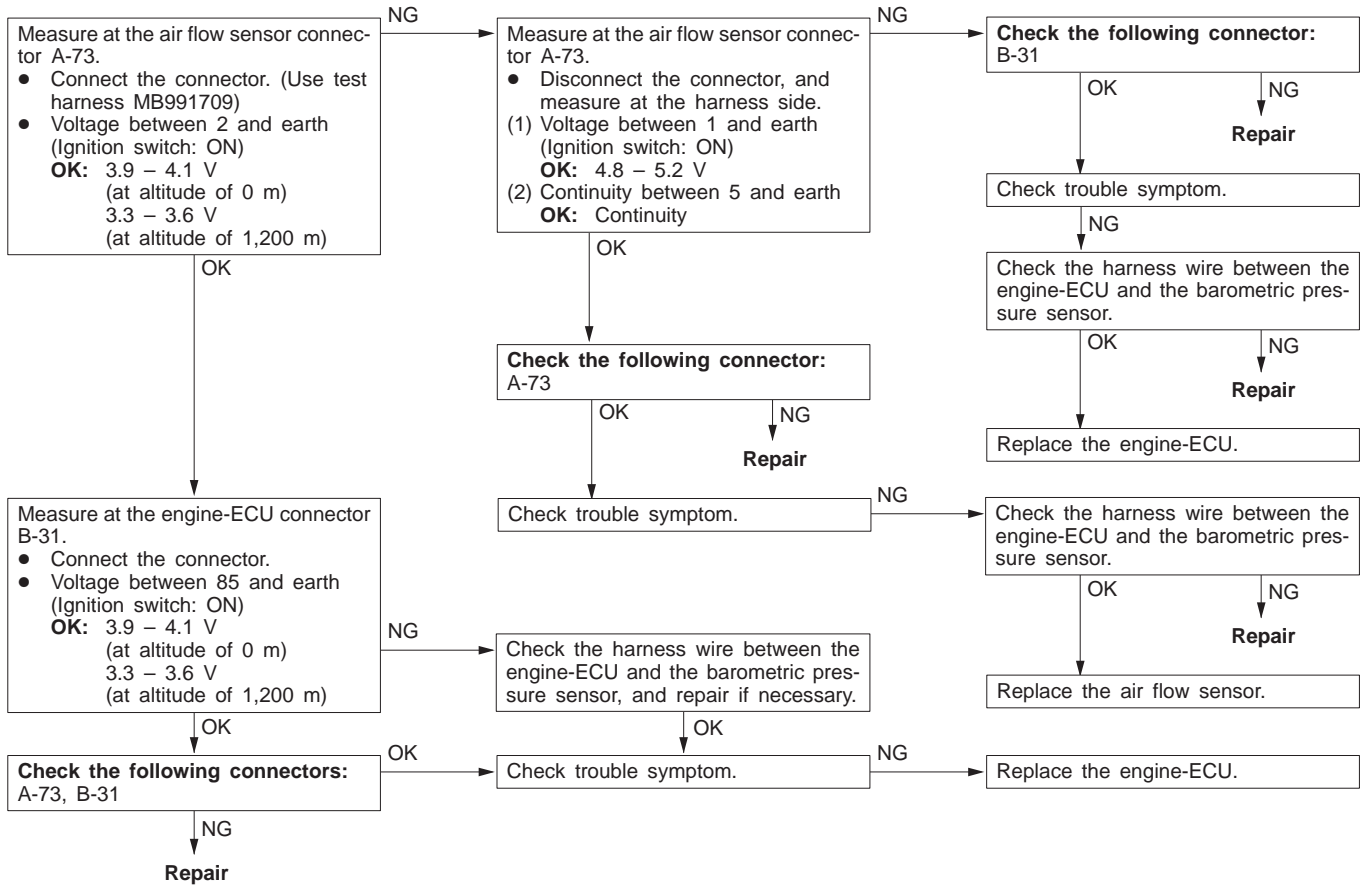 Measure at the air flow sensor connec-
tor A-73.
● Connect the connector. (Use test
harness MB991709)
● Voltage between 2 and earth
(Ignition switch: ON)
OK: 3.9 – 4.1 V
(at altitude of 0 m)
3.3 – 3.6 V
(at altitude of 1,200 m)
NG
OK
Measure at the air flow sensor connec-
tor A-73.
● Disconnect the connector, and
measure at the harness side.
(1) Voltage between 1 and earth
(Ignition switch: ON)
OK: 4.8 – 5.2 V
(2) Continuity between 5 and earth
OK: Continuity
NG
OK
Check the following connector:
B-31
OK
NG
Repair
Check trouble symptom.
NG
Check the harness wire between the
engine-ECU and the barometric pres-
sure sensor.
OK
NG
Repair
Replace the engine-ECU.
Check the following connector:
A-73
OK
NG
Repair
Check trouble symptom.
NG
Check the harness wire between the
engine-ECU and the barometric pres-
sure sensor.
OK
NG
Repair
Replace the air flow sensor.
Measure at the engine-ECU connector
B-31.
● Connect the connector.
● Voltage between 85 and earth
(Ignition switch: ON)
OK: 3.9 – 4.1 V
(at altitude of 0 m)
3.3 – 3.6 V
(at altitude of 1,200 m)
NG
OK
Check the harness wire between the
engine-ECU and the barometric pres-
sure sensor, and repair if necessary.
OK
Check the following connectors:
A-73, B-31
OK
NG
Repair
Check trouble symptom.
NG
Replace the engine-ECU.